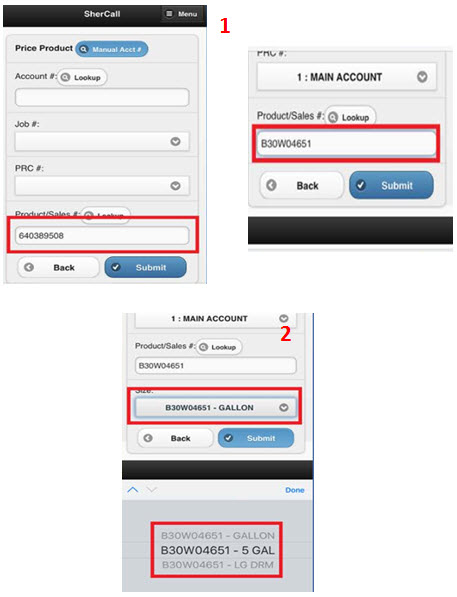 SherCall
Menu
1
Price Product Manual Acct #
Account #: Lookup
Job #:
PRC #:
Product/Sales #: Lookup
640389508
Back Submit
PRC #:
1 : MAIN ACCOUNT
Product/Sales #: Lookup
B30W04651
Back Submit
1 : MAIN ACCOUNT
2
Product/Sales #: Lookup
B30W04651
Size:
B30W04651 - GALLON
Back Submit
Done
B30W04651 - GALLON
B30W04651 - 5 GAL
B30W04651 - LG DRM